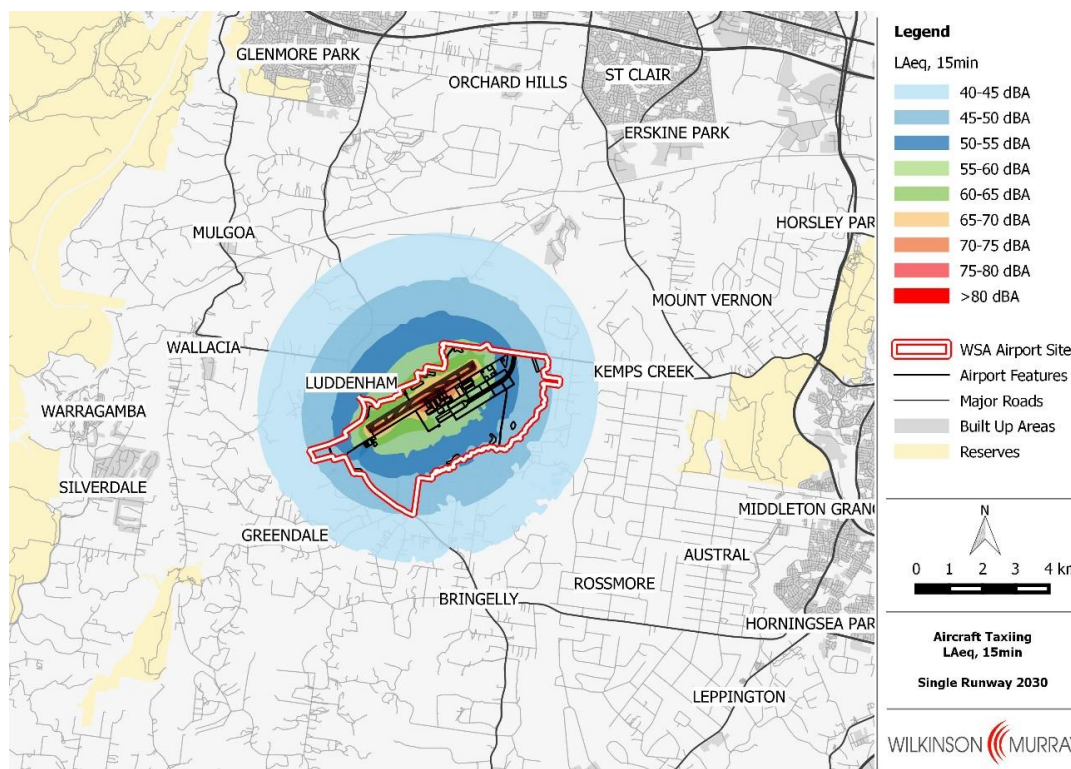 GLENMORE PARK
ORCHARD HILLS
ST CLAIR
ERSKINE PARK
HORSLEY PAR
MULGOA
MOUNT VERNON
WALLACIA
KEMPS CREEK
LUDDENHAM
WARRAGAMBA
SILVERDALE
GREENDALE
MIDDLETON GRANG
AUSTRAL
ROSSMORE
BRINGELLY
HORNINGSEA PAR
LEPPINGTON
Legend
LAeq, 15min
40-45 dBA
45-50 dBA
50-55 dBA
55-60 dBA
60-65 dBA
65-70 dBA
70-75 dBA
75-80 dBA
>80 dBA
WSA Airport Site
Airport Features
Major Roads
Built Up Areas
Reserves
N
0 1 2 3 4 km
Aircraft Taxiing
LAeq, 15min
Single Runway 2030
WILKINSON MURRAY